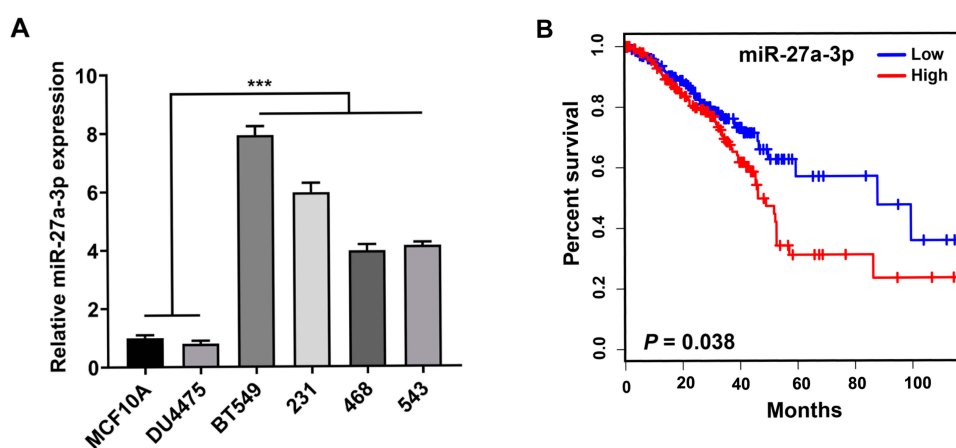 A
Relative miR-27a-3p expression
10
8
6
4
2
0
***
MCF10A
DU4475
BT549
231
468
543
B
miR-27a-3p
Low
High
Percent survival
1.0
0.8
0.6
0.4
0.2
0.0
P = 0.038
0 20 40 60 80 100
Months